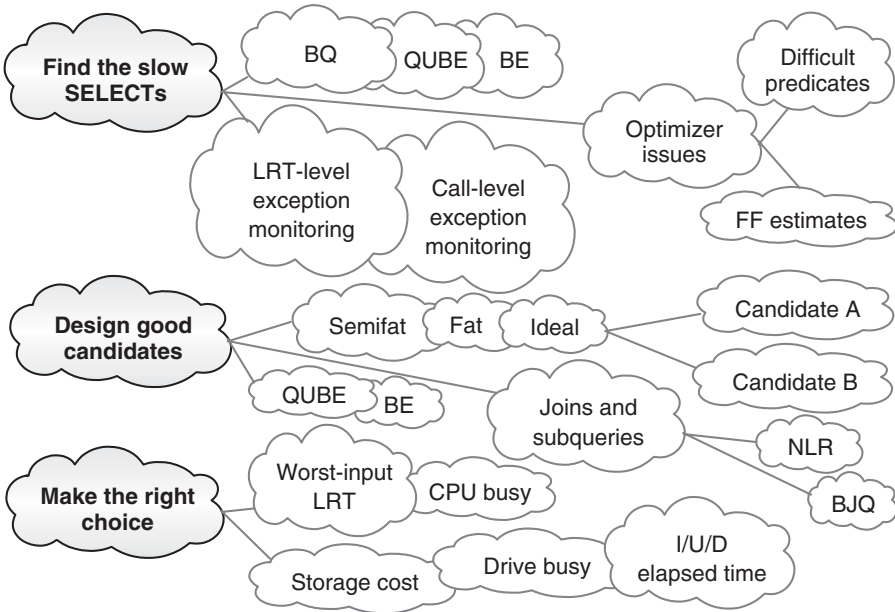 Find the slow
SELECTs
BQ
QUBE
BE
Optimizer
issues
Difficult
predicates
FF estimates
LRT-level
exception
monitoring
Call-level
exception
monitoring
Design good
candidates
Semifat
Fat
Ideal
Candidate A
Candidate B
QUBE
BE
Joins and
subqueries
NLR
BJQ
Make the right
choice
Worst-input
LRT
CPU busy
Storage cost
Drive busy
I/U/D
elapsed time